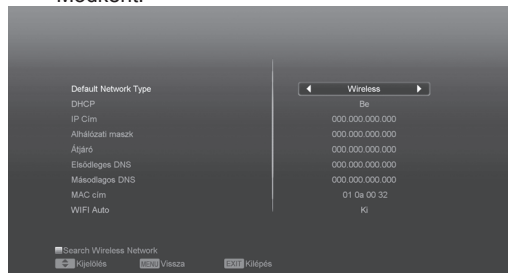 Default Network Type Wireless
DHCP Be
IP Cím 000.000.000.000
Alhálózati maszk 000.000.000.000
Átjáró 000.000.000.000
Elsődleges DNS 000.000.000.000
Másodlagos DNS 000.000.000.000
MAC cím 01 0a 00 32
WIFI Auto Ki
Search Wireless Network
Kijelölés MENU Vissza EXIT Kilépés